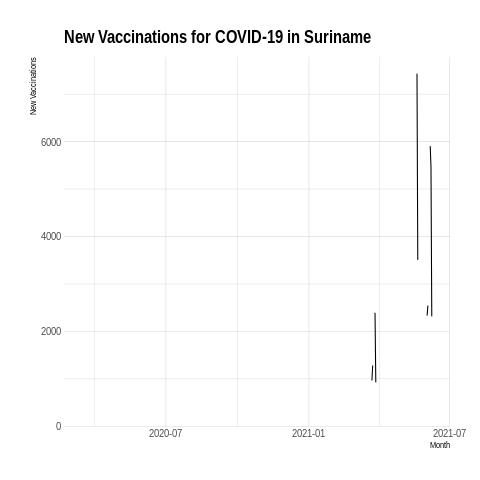 New Vaccinations for COVID-19 in Suriname
New Vaccinations
6000
4000
2000
0
2020-07
2021-01
2021-07
Month